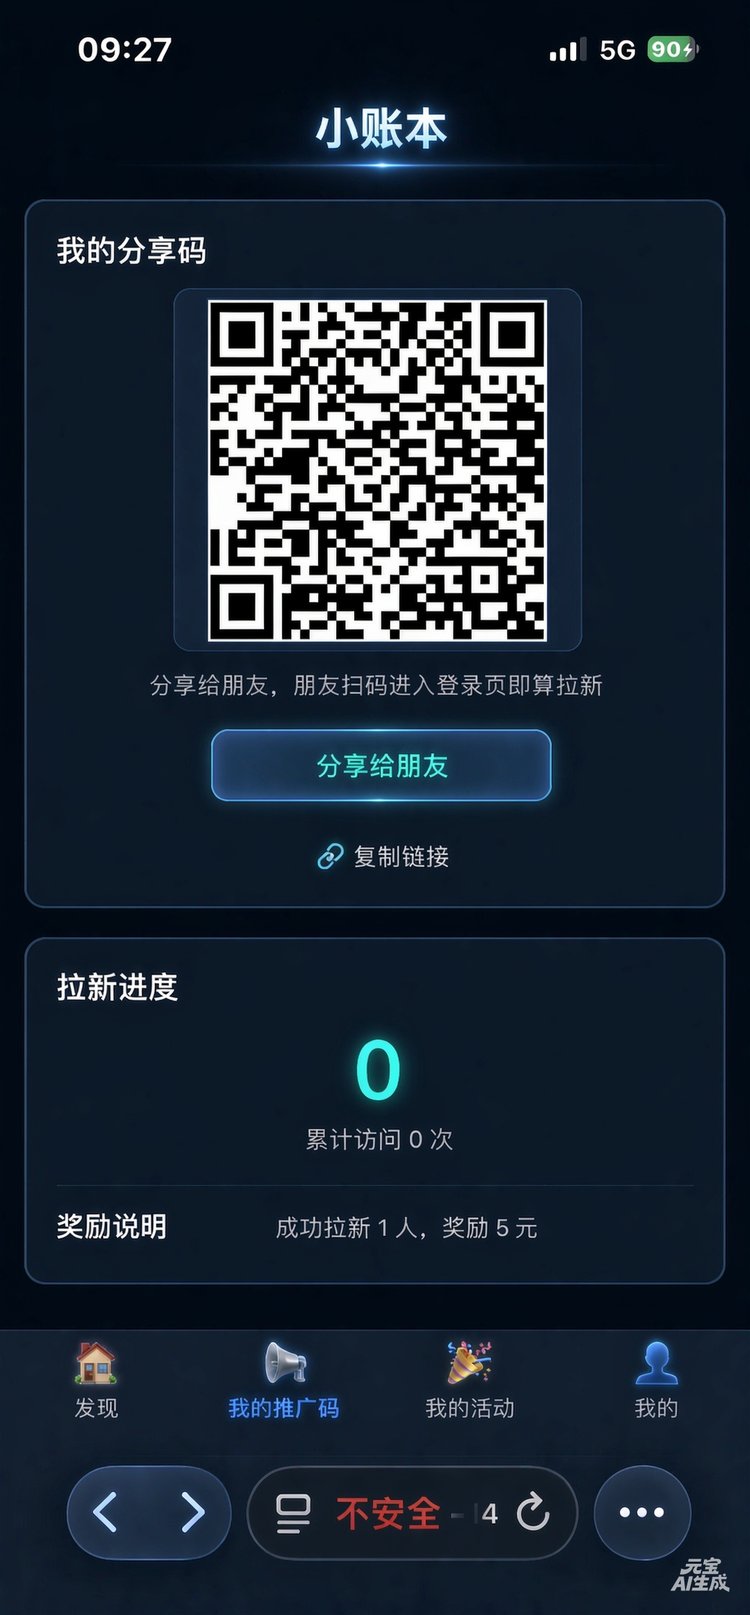 09:27
5G 90
小账本
我的分享码
分享给朋友，朋友扫码进入登录页即算拉新
分享给朋友
复制链接
拉新进度
0
累计访问 0 次
奖励说明 成功拉新 1 人，奖励 5 元
发现 我的推广码 我的活动 我的
不安全 - 4
元宝
AI生成